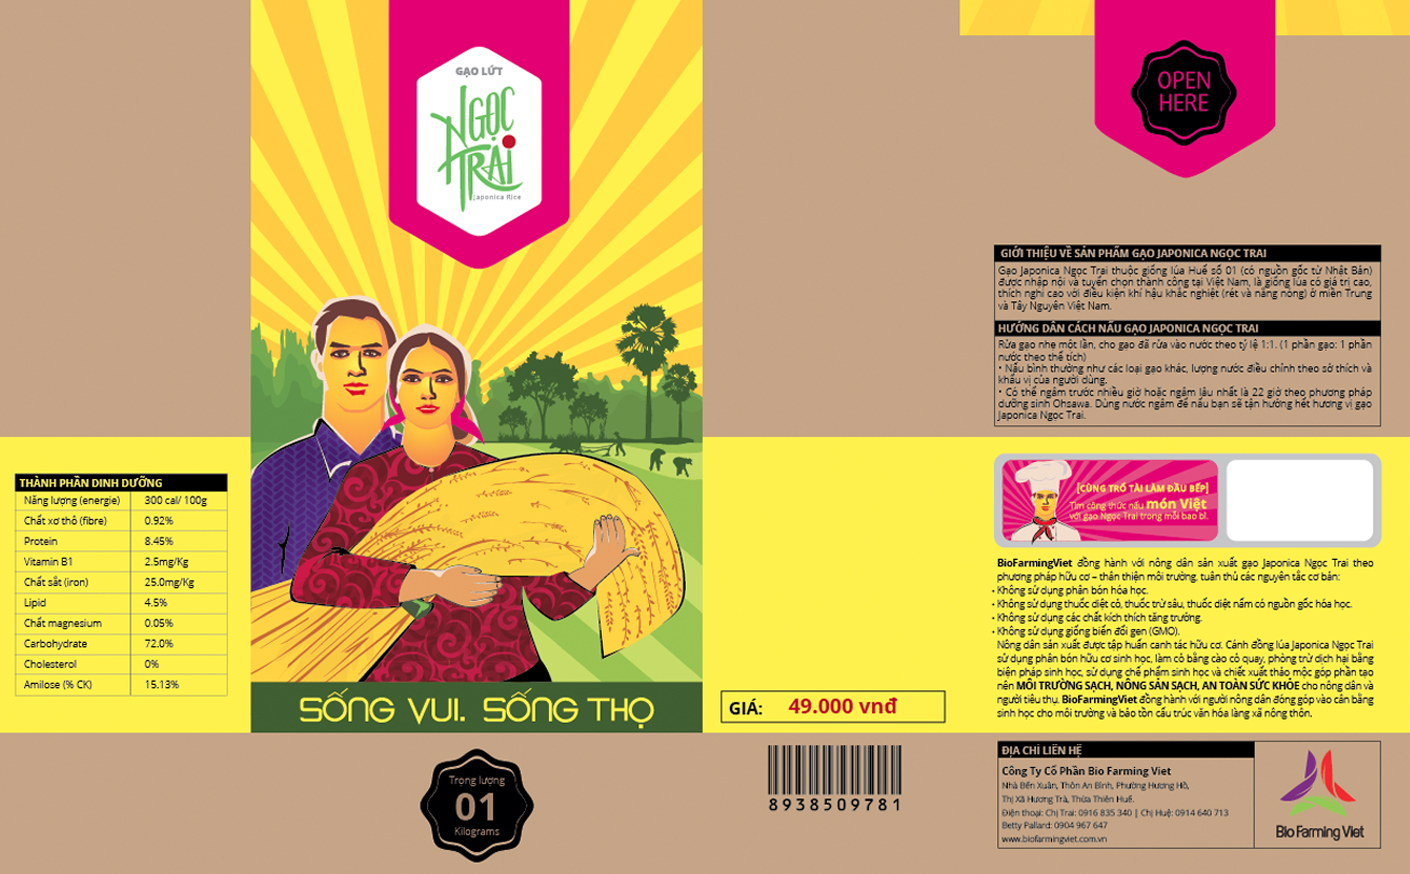 GẠO LỨT
NGỌC
TRAI
Japonica Rice
OPEN
HERE
GIỚI THIỆU VỀ SẢN PHẨM GẠO JAPONICA NGỌC TRAI
Gạo Japonica Ngọc Trai thuộc giống lúa Huế số 01 (có nguồn gốc từ Nhật Bản)
được nhập nội và tuyển chọn thành công tại Việt Nam, là giống lúa có giá trị cao,
thích nghi cao với điều kiện khí hậu khắc nghiệt (rét và nắng nóng) ở miền Trung
và Tây Nguyên Việt Nam.
HƯỚNG DẪN CÁCH NẤU GẠO JAPONICA NGỌC TRAI
Rửa gạo nhẹ một lần, cho gạo đã rửa vào nước theo tỷ lệ 1:1. (1 phần gạo: 1 phần
nước theo thể tích)
• Nấu bình thường như các loại gạo khác, lượng nước điều chỉnh theo sở thích và
khẩu vị của người dùng.
• Có thể ngâm trước nhiều giờ hoặc ngâm lâu nhất là 22 giờ theo phương pháp
dưỡng sinh Ohsawa. Dùng nước ngâm để nấu bạn sẽ tận hưởng hết hương vị gạo
Japonica Ngọc Trai.
THÀNH PHẦN DINH DƯỠNG
Năng lượng (energie) 300 cal/ 100g
Chất xơ thô (fibre) 0.92%
Protein 8.45%
Vitamin B1 2.5mg/Kg
Chất sắt (iron) 25.0mg/Kg
Lipid 4.5%
Chất magnesium 0.05%
Carbohydrate 72.0%
Cholesterol 0%
Amilose (% CK) 15.13%
[CÙNG TRỔ TÀI LÀM ĐẦU BẾP]
Tìm công thức nấu món Việt
với gạo Ngọc Trai trong mỗi bao bì.
BioFarmingViet đồng hành với nông dân sản xuất gạo Japonica Ngọc Trai theo
phương pháp hữu cơ – thân thiện môi trường, tuân thủ các nguyên tắc cơ bản:
• Không sử dụng phân bón hóa học.
• Không sử dụng thuốc diệt cỏ, thuốc trừ sâu, thuốc diệt nấm có nguồn gốc hóa học.
• Không sử dụng các chất kích thích tăng trưởng.
• Không sử dụng giống biến đổi gen (GMO).
Nông dân sản xuất được tập huấn canh tác hữu cơ. Cánh đồng lúa Japonica Ngọc Trai
sử dụng phân bón hữu cơ sinh học, làm cỏ bằng cào cỏ quay, phòng trừ dịch hại bằng
biện pháp sinh học, sử dụng chế phẩm sinh học và chiết xuất thảo mộc góp phần tạo
nên MÔI TRƯỜNG SẠCH, NÔNG SẢN SẠCH, AN TOÀN SỨC KHỎE cho nông dân và
người tiêu thụ. BioFarmingViet đồng hành với người nông dân đóng góp vào cân bằng
sinh học cho môi trường và bảo tồn cấu trúc văn hóa làng xã nông thôn.
SỐNG VUI. SỐNG THỌ
GIÁ: 49.000 vnđ
Trọng lượng
01
Kilograms
8938509781
ĐỊA CHỈ LIÊN HỆ
Công Ty Cổ Phần Bio Farming Viet
Nhà Bến Xuân, Thôn An Bình, Phường Hương Hồ,
Thị Xã Hương Trà, Thừa Thiên Huế.
Điện thoại: Chị Trai: 0916 835 340 | Chị Huệ: 0914 640 713
Betty Pallard: 0904 967 647
www.biofarmingviet.com.vn
Bio Farming Viet